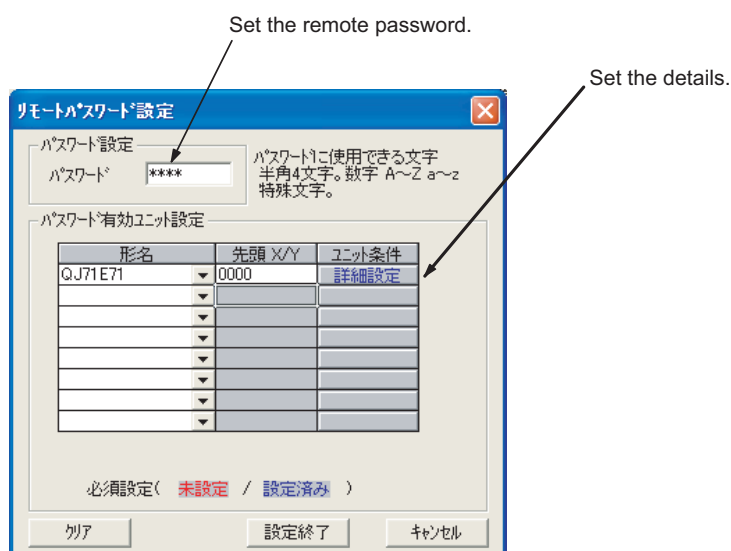 Set the remote password.
Set the details.
リモートパスワード設定
パスワード設定
パスワード ****
パスワードに使用できる文字
半角4文字。数字 A～Z a～z
特殊文字。
パスワード有効ユニット設定
形名 先頭 X/Y ユニット条件
QJ71E71 0000 詳細設定
必須設定( 未設定 / 設定済み )
クリア 設定終了 キャンセル